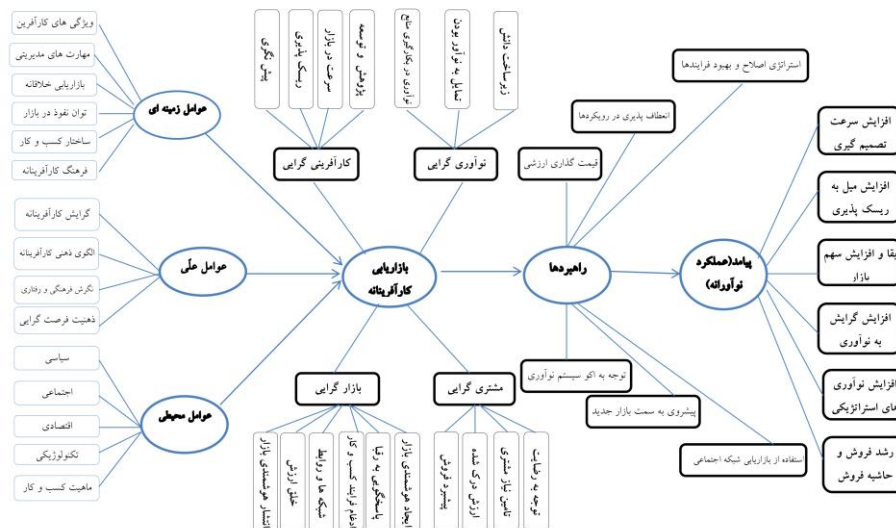 ویژگی های کارآفرین
مهارت های مدیریتی
بازاریابی خلاقانه
توان نفوذ در بازار
ساختار کسب و کار
فرهنگ کارآفرینانه
عوامل زمینه ای
گرایش کارآفرینانه
الگوی ذهنی کارآفرینانه
نگرش فرهنگی و رفتاری
ذهنیت فرصت گرایی
عوامل علّی
سیاسی
اجتماعی
اقتصادی
تکنولوژیکی
ماهیت کسب و کار
عوامل محیطی
پیش نگری
ریسک پذیری
سرعت در بازار
پژوهش و توسعه
کارآفرینی گرایی
نوآوری در بکارگیری منابع
تمایل به نوآور بودن
زیرساخت دانش
نوآوری گرایی
بازاریابی
کارآفرینانه
بازار گرایی
انتشار هوشمندی بازار
خلق ارزش
شبکه ها و روابط
ادغام فرایند کسب و کار
پاسخگویی به رقبا
ایجاد هوشمندی بازار
مشتری گرایی
پیشبرد فروش
ارزش درک شده
تامین نیاز مشتری
توجه به رضایت
استراتژی اصلاح و بهبود فرایندها
انعطاف پذیری در رویکردها
قیمت گذاری ارزشی
راهبردها
توجه به اکو سیستم نوآوری
پیشروی به سمت بازار جدید
استفاده از بازاریابی شبکه اجتماعی
پیامد(عملکرد
نوآورانه)
افزایش سرعت
تصمیم گیری
افزایش میل به
ریسک پذیری
بقا و افزایش سهم
بازار
افزایش گرایش
به نوآوری
افزایش نوآوری
های استراتژیکی
رشد فروش و
حاشیه فروش